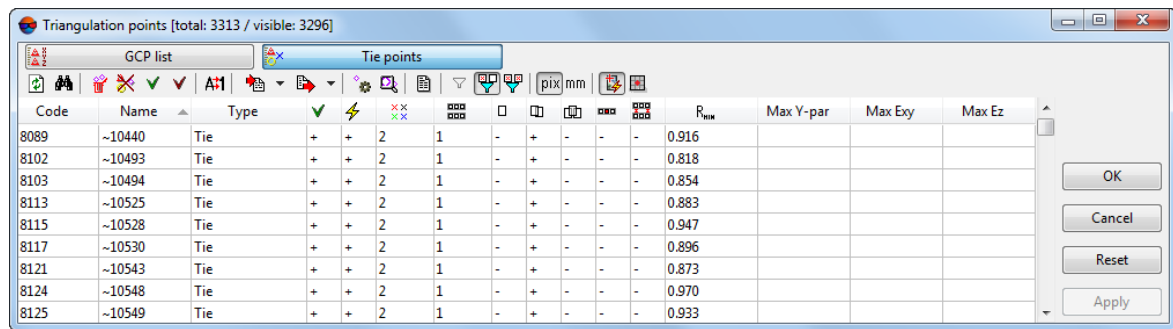 Triangulation points [total: 3313 / visible: 3296]
GCP list Tie points
A#1 pix mm
Code Name Type R_MIN Max Y-par Max Exy Max Ez
8089 ~10440 Tie + + 2 1 - + - - - 0.916
8102 ~10493 Tie + + 2 1 - + - - - 0.818
8103 ~10494 Tie + + 2 1 - + - - - 0.854
8113 ~10525 Tie + + 2 1 - + - - - 0.883
8115 ~10528 Tie + + 2 1 - + - - - 0.947
8117 ~10530 Tie + + 2 1 - + - - - 0.896
8121 ~10543 Tie + + 2 1 - + - - - 0.873
8124 ~10548 Tie + + 2 1 - + - - - 0.970
8125 ~10549 Tie + + 2 1 - + - - - 0.933
OK
Cancel
Reset
Apply